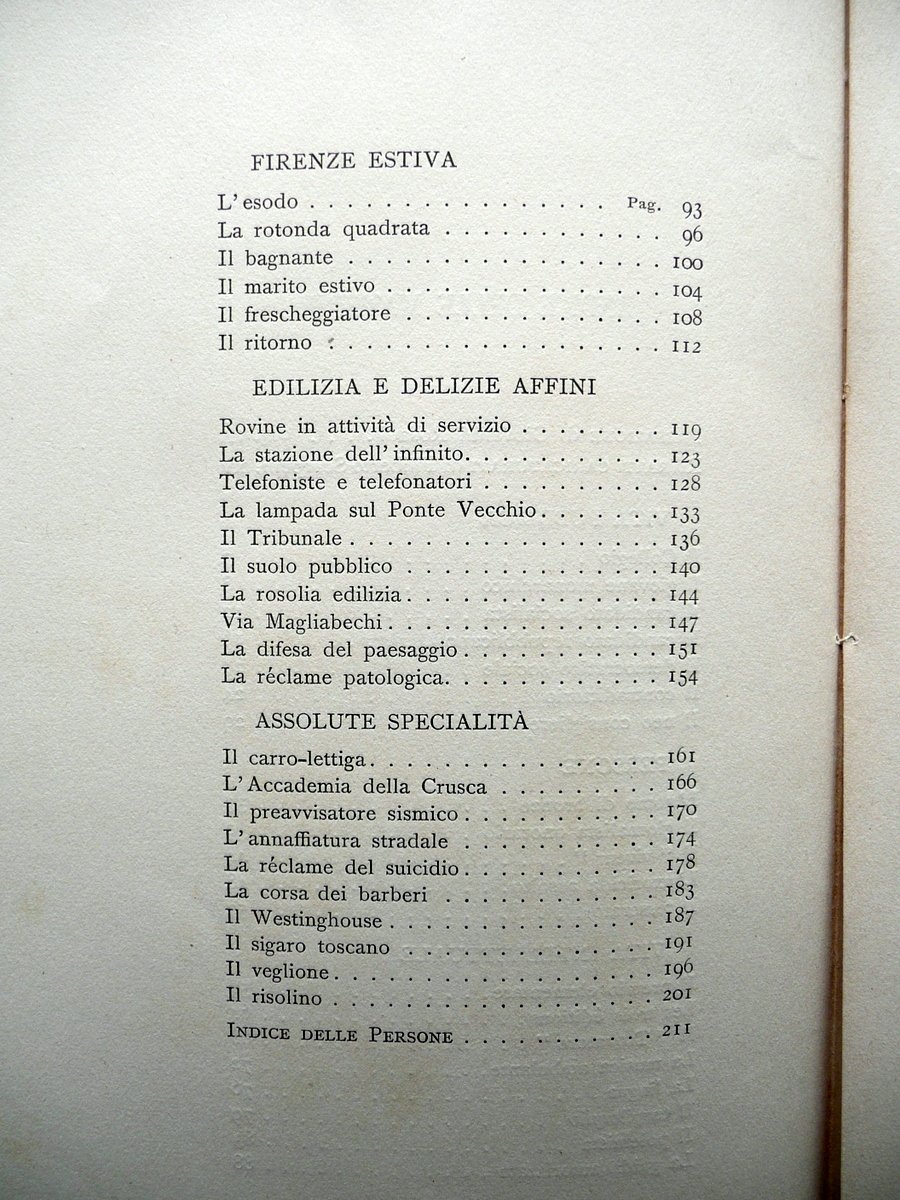 FIRENZE ESTIVA
L'esodo . . . . . . . . . . . . . . . . Pag. 93
La rotonda quadrata . . . . . . . . . . . . 96
Il bagnante . . . . . . . . . . . . . . . . . 100
Il marito estivo . . . . . . . . . . . . . . . 104
Il frescheggiatore . . . . . . . . . . . . . . 108
Il ritorno . . . . . . . . . . . . . . . . . . 112
EDILIZIA E DELIZIE AFFINI
Rovine in attività di servizio . . . . . . . . 119
La stazione dell'infinito. . . . . . . . . . . 123
Telefoniste e telefonatori . . . . . . . . . . 128
La lampada sul Ponte Vecchio. . . . . . . 133
Il Tribunale . . . . . . . . . . . . . . . . . 136
Il suolo pubblico . . . . . . . . . . . . . . 140
La rosolia edilizia. . . . . . . . . . . . . . 144
Via Magliabechi . . . . . . . . . . . . . . . 147
La difesa del paesaggio . . . . . . . . . . . 151
La réclame patologica. . . . . . . . . . . . 154
ASSOLUTE SPECIALITÀ
Il carro-lettiga . . . . . . . . . . . . . . . . 161
L'Accademia della Crusca . . . . . . . . . 166
Il preavvisatore sismico . . . . . . . . . . . 170
L'annaffiatura stradale . . . . . . . . . . . 174
La réclame del suicidio . . . . . . . . . . . 178
La corsa dei barberi . . . . . . . . . . . . 183
Il Westinghouse . . . . . . . . . . . . . . . 187
Il sigaro toscano . . . . . . . . . . . . . . 191
Il veglione . . . . . . . . . . . . . . . . . . 196
Il risolino . . . . . . . . . . . . . . . . . . 201
INDICE DELLE PERSONE . . . . . . . . . . . 211